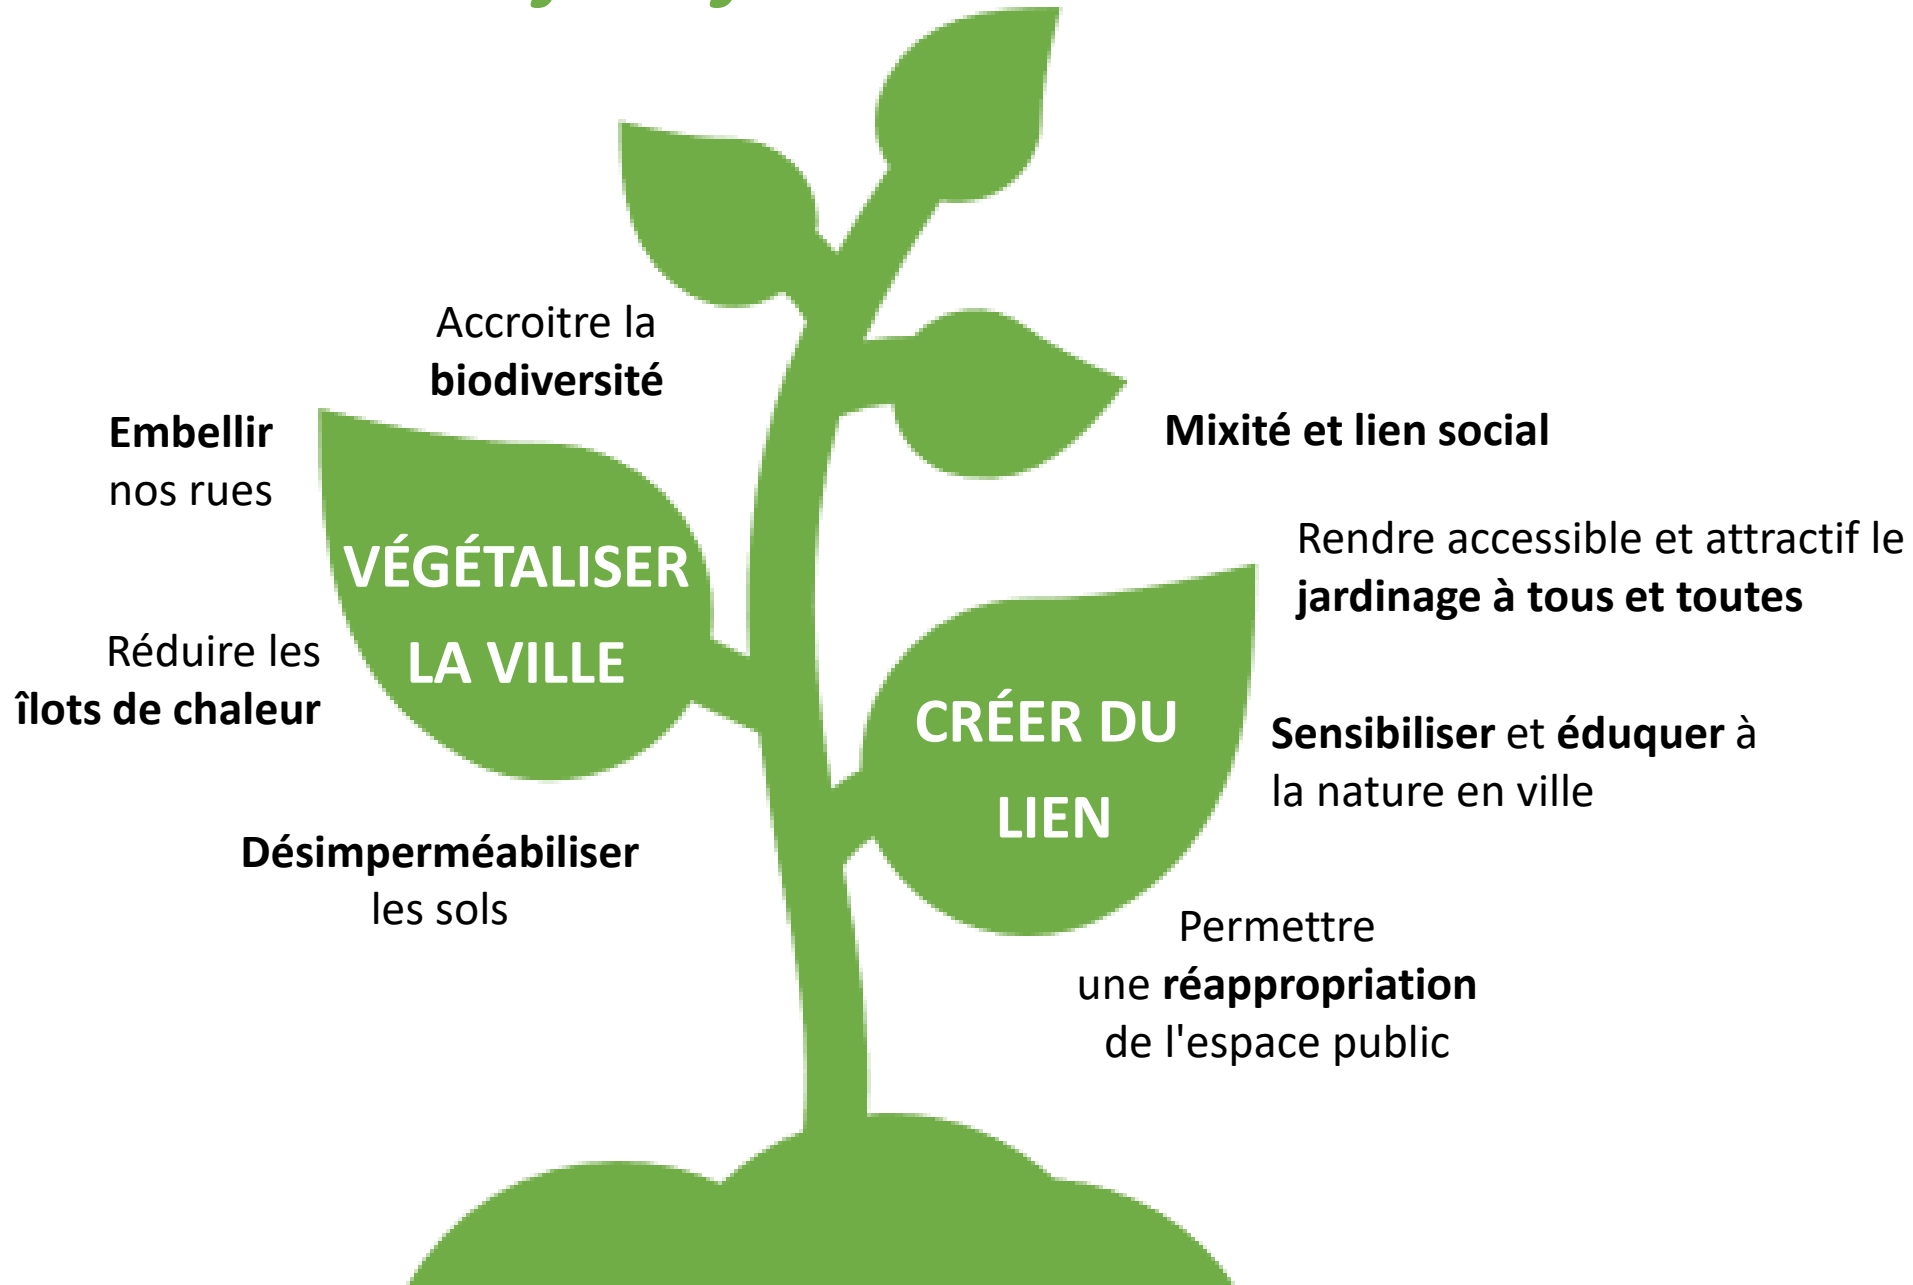 Accroitre la
biodiversité
Embellir
nos rues
VÉGÉTALISER
LA VILLE
Réduire les
îlots de chaleur
Désimperméabiliser
les sols
Mixité et lien social
Rendre accessible et attractif le
jardinage à tous et toutes
CRÉER DU
LIEN
Sensibiliser et éduquer à
la nature en ville
Permettre
une réappropriation
de l'espace public